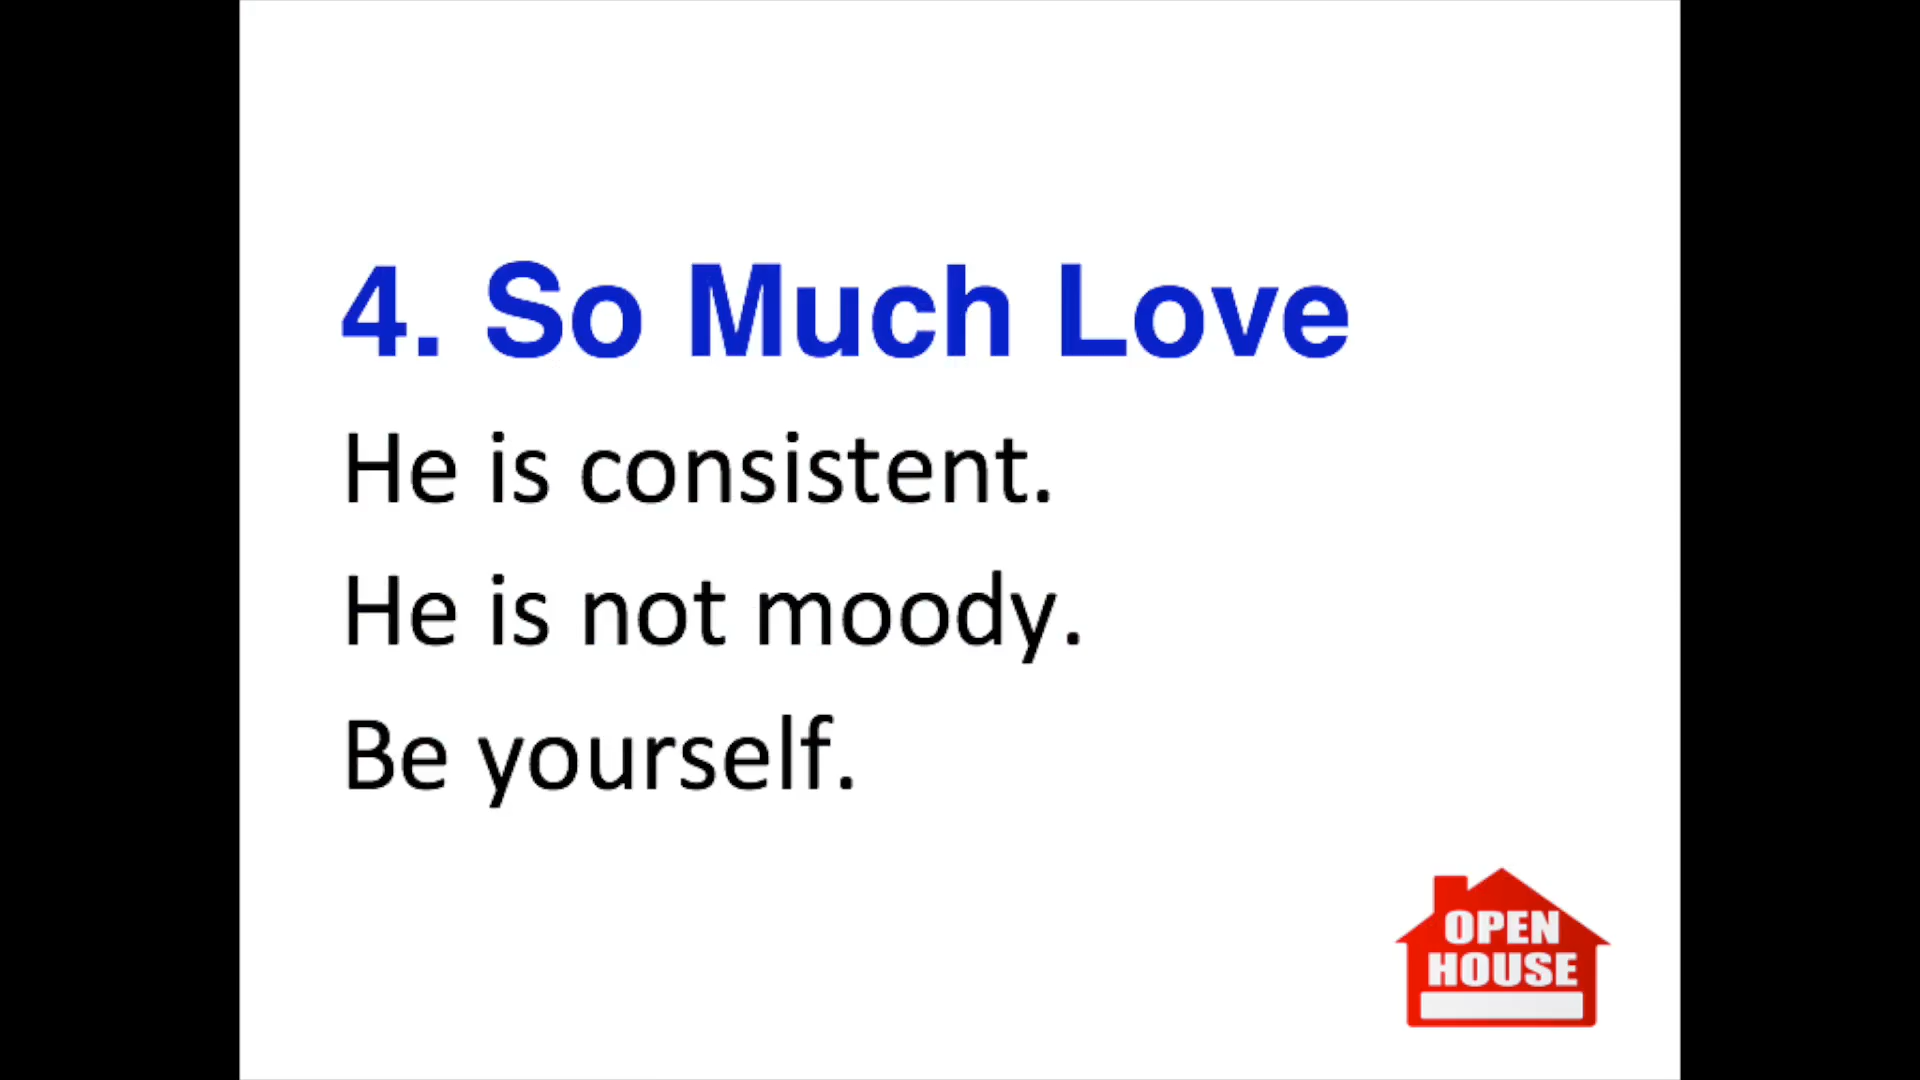 4. So Much Love
He is consistent.
He is not moody.
Be yourself.
OPEN
HOUSE